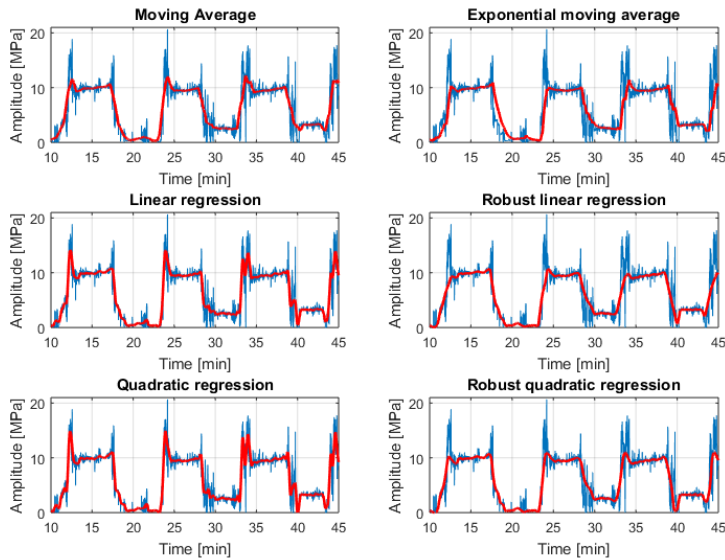 Moving Average
Amplitude [MPa]
20
10
0
10 15 20 25 30 35 40 45
Time [min]
Exponential moving average
Amplitude [MPa]
20
10
0
10 15 20 25 30 35 40 45
Time [min]
Linear regression
Amplitude [MPa]
20
10
0
10 15 20 25 30 35 40 45
Time [min]
Robust linear regression
Amplitude [MPa]
20
10
0
10 15 20 25 30 35 40 45
Time [min]
Quadratic regression
Amplitude [MPa]
20
10
0
10 15 20 25 30 35 40 45
Time [min]
Robust quadratic regression
Amplitude [MPa]
20
10
0
10 15 20 25 30 35 40 45
Time [min]